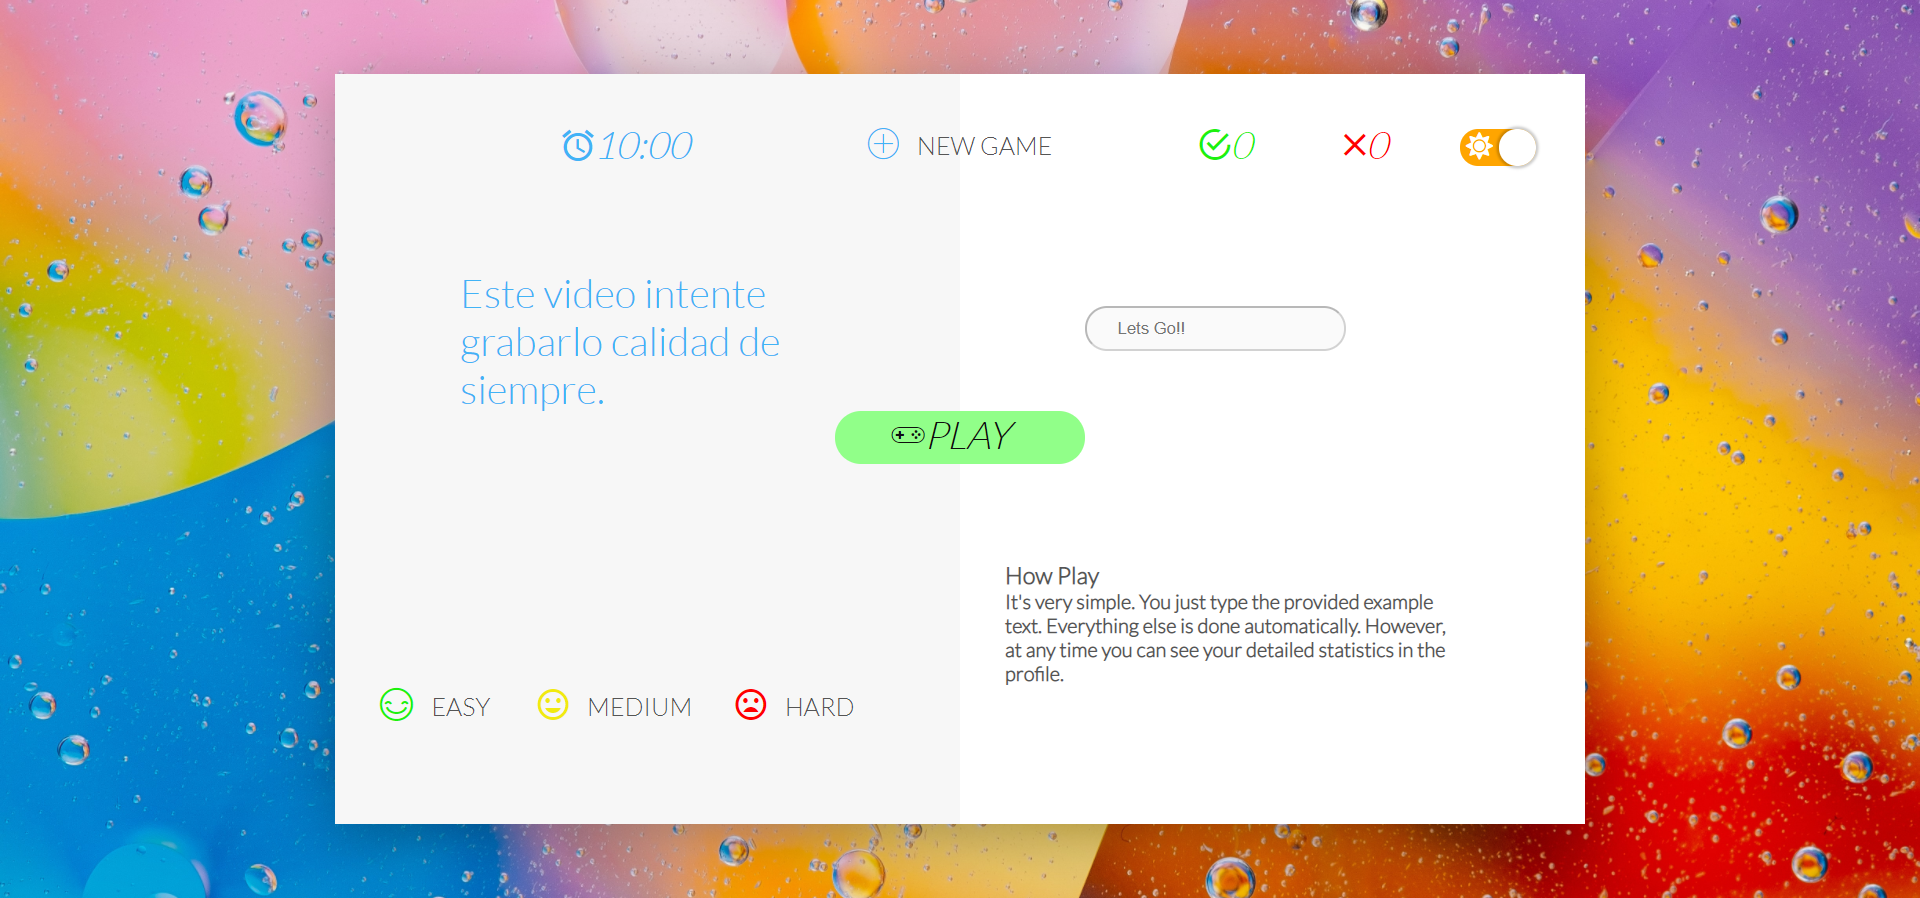 10:00
NEW GAME
0
0
Este video intente
grabarlo calidad de
siempre.
Lets Go!!
PLAY
How Play
It's very simple. You just type the provided example
text. Everything else is done automatically. However,
at any time you can see your detailed statistics in the
profile.
EASY
MEDIUM
HARD